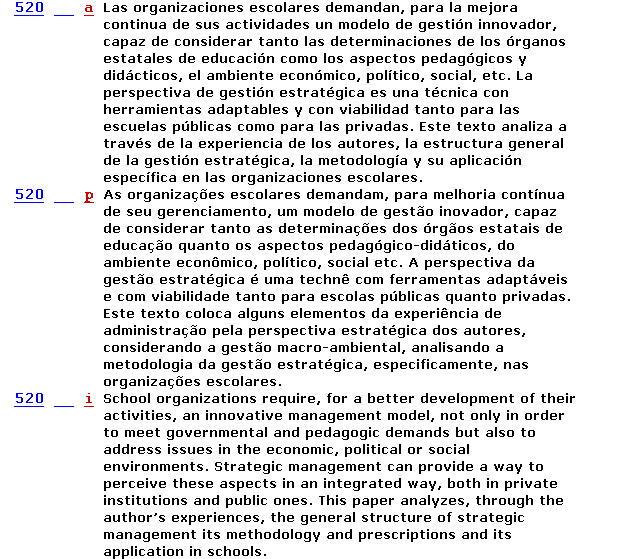 520 __ a Las organizaciones escolares demandan, para la mejora
continua de sus actividades un modelo de gestión innovador,
capaz de considerar tanto las determinaciones de los órganos
estatales de educación como los aspectos pedagógicos y
didácticos, el ambiente económico, político, social, etc. La
perspectiva de gestión estratégica es una técnica con
herramientas adaptables y con viabilidad tanto para las
escuelas públicas como para las privadas. Este texto analiza a
través de la experiencia de los autores, la estructura general
de la gestión estratégica, la metodología y su aplicación
específica en las organizaciones escolares.
520 __ p As organizações escolares demandam, para melhoria contínua
de seu gerenciamento, um modelo de gestão inovador, capaz
de considerar tanto as determinações dos órgãos estatais de
educação quanto os aspectos pedagógico-didáticos, do
ambiente econômico, político, social etc. A perspectiva da
gestão estratégica é uma technê com ferramentas adaptáveis
e com viabilidade tanto para escolas públicas quanto privadas.
Este texto coloca alguns elementos da experiência de
administração pela perspectiva estratégica dos autores,
considerando a gestão macro-ambiental, analisando a
metodologia da gestão estratégica, especificamente, nas
organizações escolares.
520 __ i School organizations require, for a better development of their
activities, an innovative management model, not only in order
to meet governmental and pedagogic demands but also to
address issues in the economic, political or social
environments. Strategic management can provide a way to
perceive these aspects in an integrated way, both in private
institutions and public ones. This paper analyzes, through the
author's experiences, the general structure of strategic
management its methodology and prescriptions and its
application in schools.